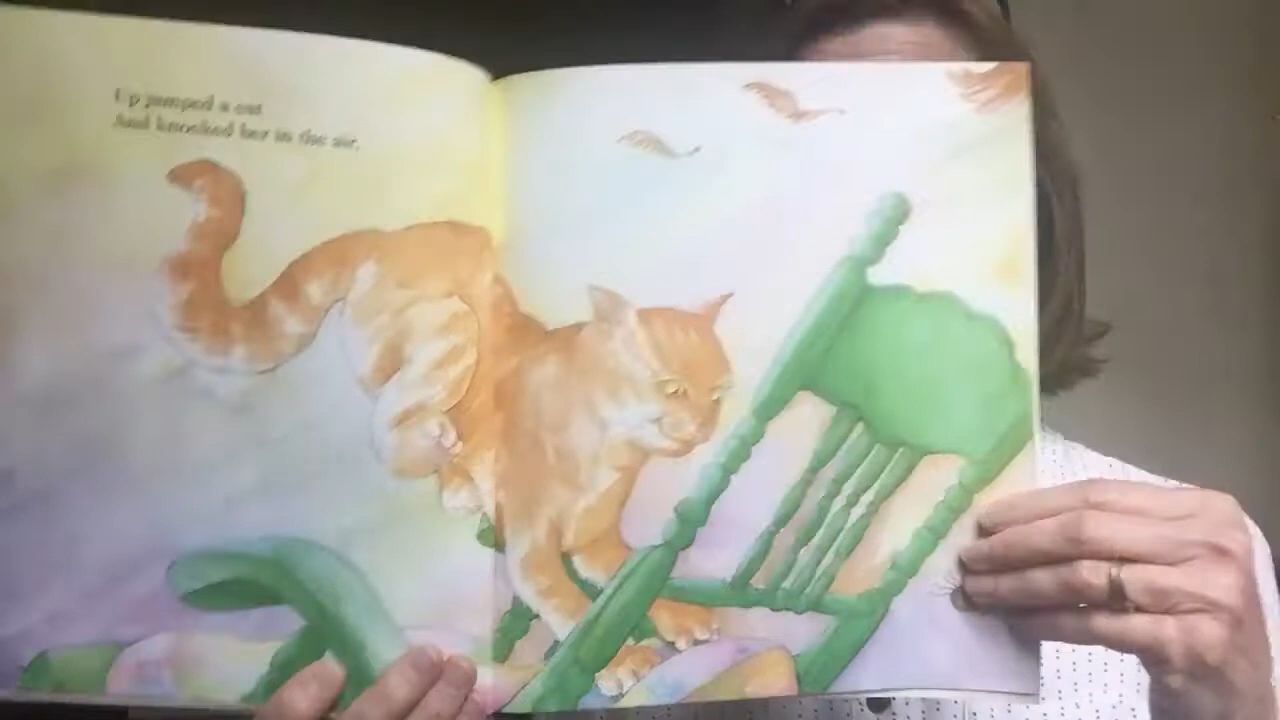 Up jumped a cat
And knocked her in the air.